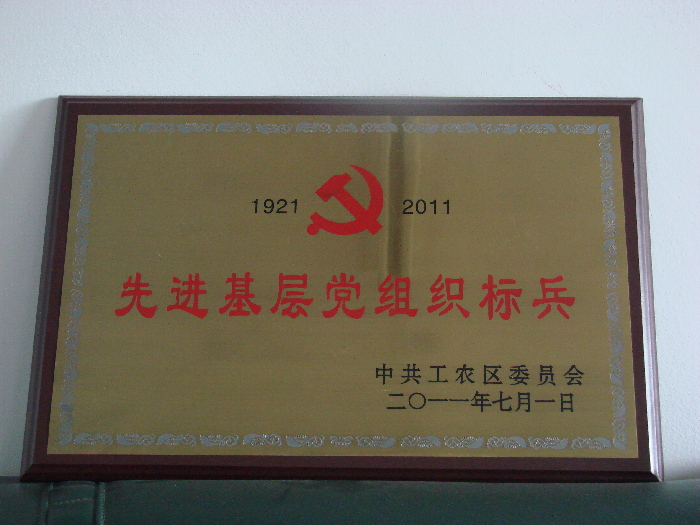 1921 2011
先进基层党组织标兵
中共工农区委员会
二〇一一年七月一日